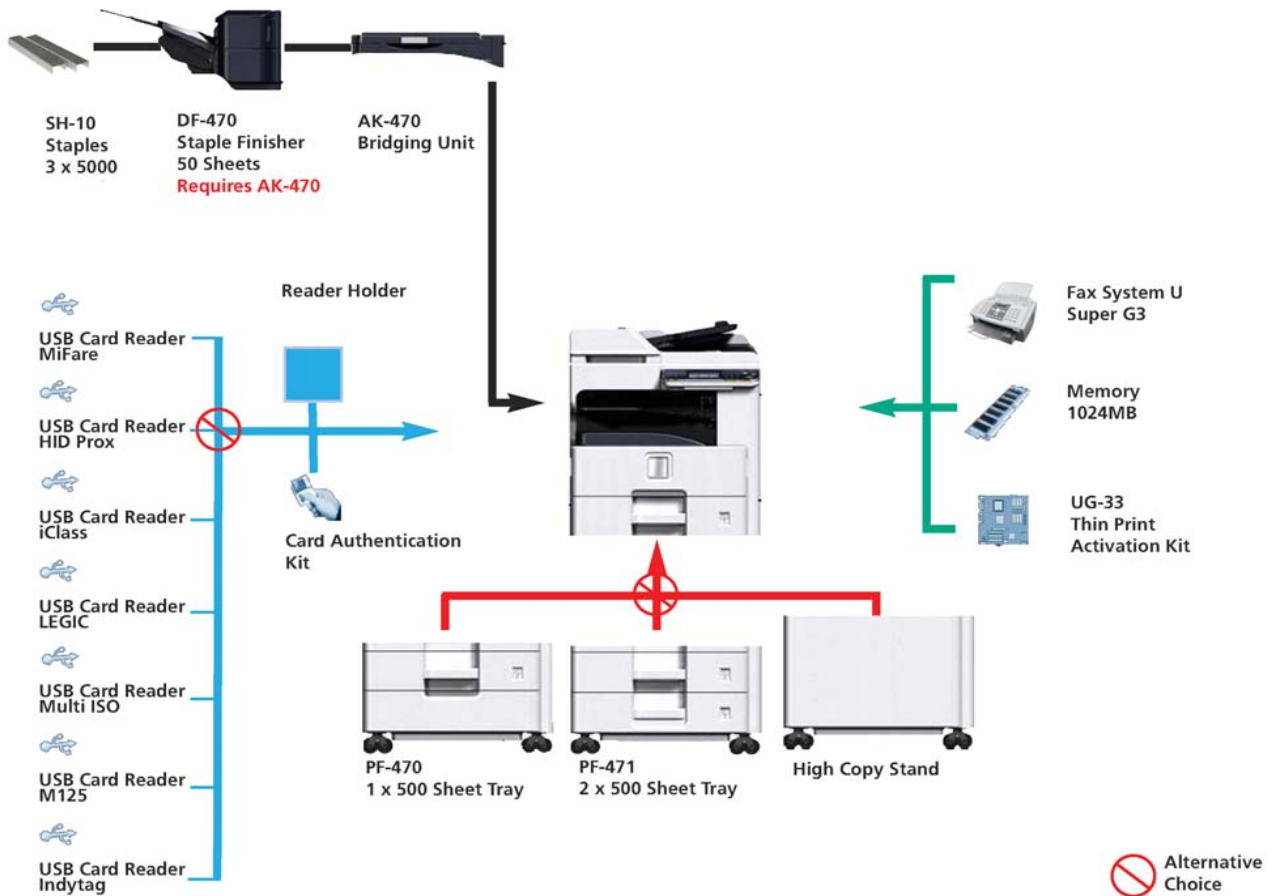 SH-10
Staples
3 x 5000
DF-470
Staple Finisher
50 Sheets
Requires AK-470
AK-470
Bridging Unit
Reader Holder
USB Card Reader
MiFare
USB Card Reader
HID Prox
USB Card Reader
iClass
USB Card Reader
LEGIC
USB Card Reader
Multi ISO
USB Card Reader
M125
USB Card Reader
Indytag
Card Authentication
Kit
Fax System U
Super G3
Memory
1024MB
UG-33
Thin Print
Activation Kit
PF-470
1 x 500 Sheet Tray
PF-471
2 x 500 Sheet Tray
High Copy Stand
Alternative
Choice